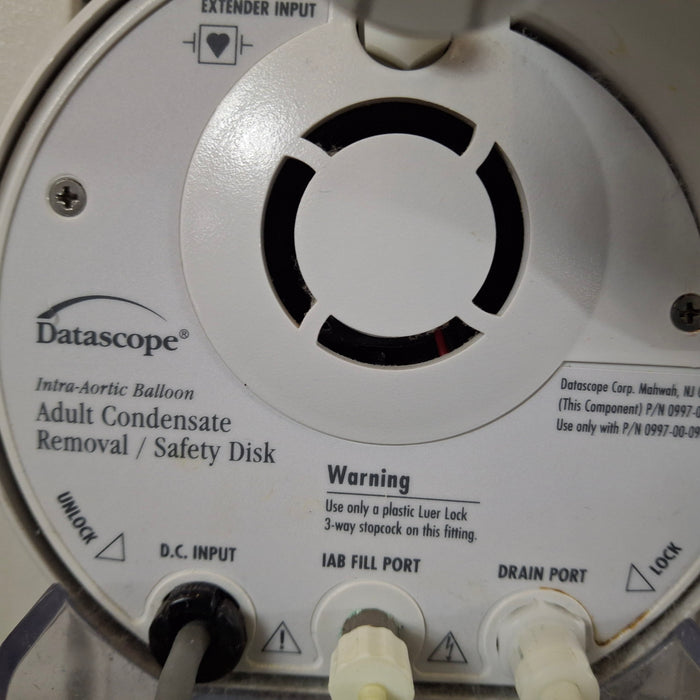 EXTENDER INPUT
Datascope®
Intra-Aortic Balloon
Adult Condensate
Removal / Safety Disk
Datascope Corp. Mahwah, NJ
(This Component) P/N
Use only with P/N
Warning
Use only a plastic Luer Lock
3-way stopcock on this fitting.
UNLOCK
D.C. INPUT
IAB FILL PORT
DRAIN PORT
LOCK